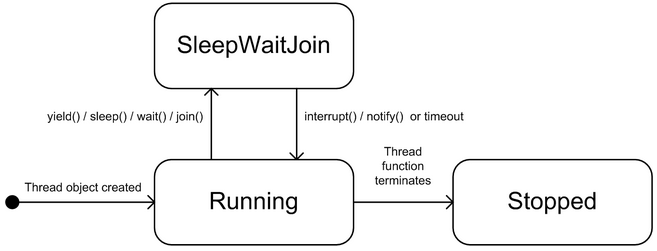 SleepWaitJoin
yield() / sleep() / wait() / join()
interrupt() / notify()  or timeout
Thread
function
terminates
Thread object created
Running
Stopped